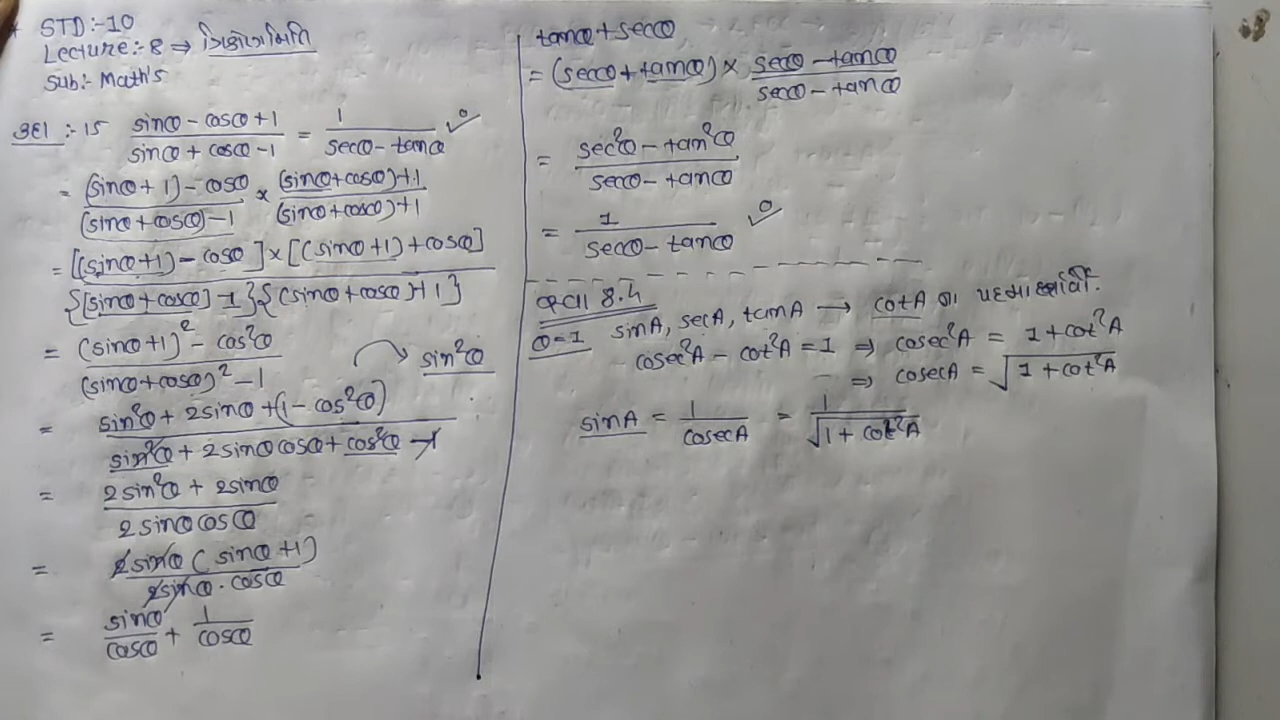 STD:-10
Lecture:-8 ⇒ ત્રિકોણમિતિ
Sub:- Math's
ઉદા :- 15 (sinθ - cosθ + 1)/(sinθ + cosθ - 1) = 1/(secθ - tanθ) ✓
= ((sinθ + 1) - cosθ)/((sinθ + cosθ) - 1) × ((sinθ + cosθ) + 1)/((sinθ + cosθ) + 1)
= [(sinθ + 1) - cosθ] × [(sinθ + 1) + cosθ] / {(sinθ + cosθ) - 1}{(sinθ + cosθ) + 1}
= ((sinθ + 1)² - cos²θ)/((sinθ + cosθ)² - 1)
sin²θ
= (sin²θ + 2sinθ + (1 - cos²θ))/(sin²θ + 2sinθcosθ + cos²θ - 1)
= (2sin²θ + 2sinθ)/(2sinθcosθ)
= 2sinθ(sinθ + 1)/(2sinθ · cosθ)
= sinθ/cosθ + 1/cosθ
tanθ + secθ
= (secθ + tanθ) × (secθ - tanθ)/(secθ - tanθ)
= (sec²θ - tan²θ)/(secθ - tanθ)
= 1/(secθ - tanθ) ✓
સ્વા 8.4
Q=1 sinA, secA, tanA → cotA ના પદમાં દર્શાવો.
cosec²A - cot²A = 1 ⇒ cosec²A = 1 + cot²A
⇒ cosecA = √(1 + cot²A)
sinA = 1/cosecA = 1/√(1 + cot²A)